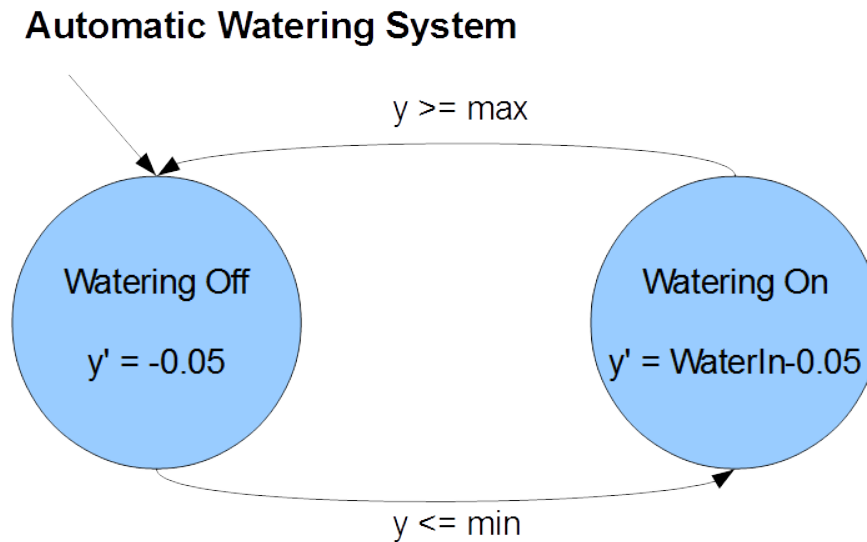 Automatic Watering System
y >= max
Watering Off
y' = -0.05
Watering On
y' = WaterIn-0.05
y <= min